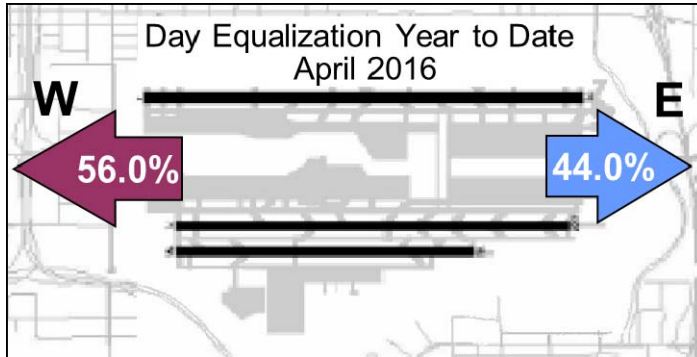 Day Equalization Year to Date
April 2016
W
E
56.0%
44.0%